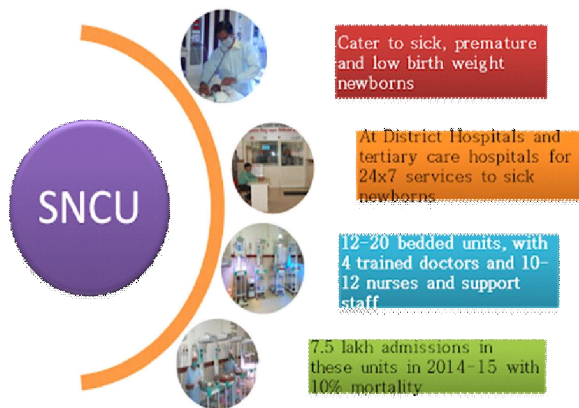 SNCU
Cater to sick, premature
and low birth weight
newborns
At District Hospitals and
tertiary care hospitals for
24x7 services to sick
newborns
12-20 bedded units, with
4 trained doctors and 10-
12 nurses and support
staff
7.5 lakh admissions in
these units in 2014-15 with
10% mortality